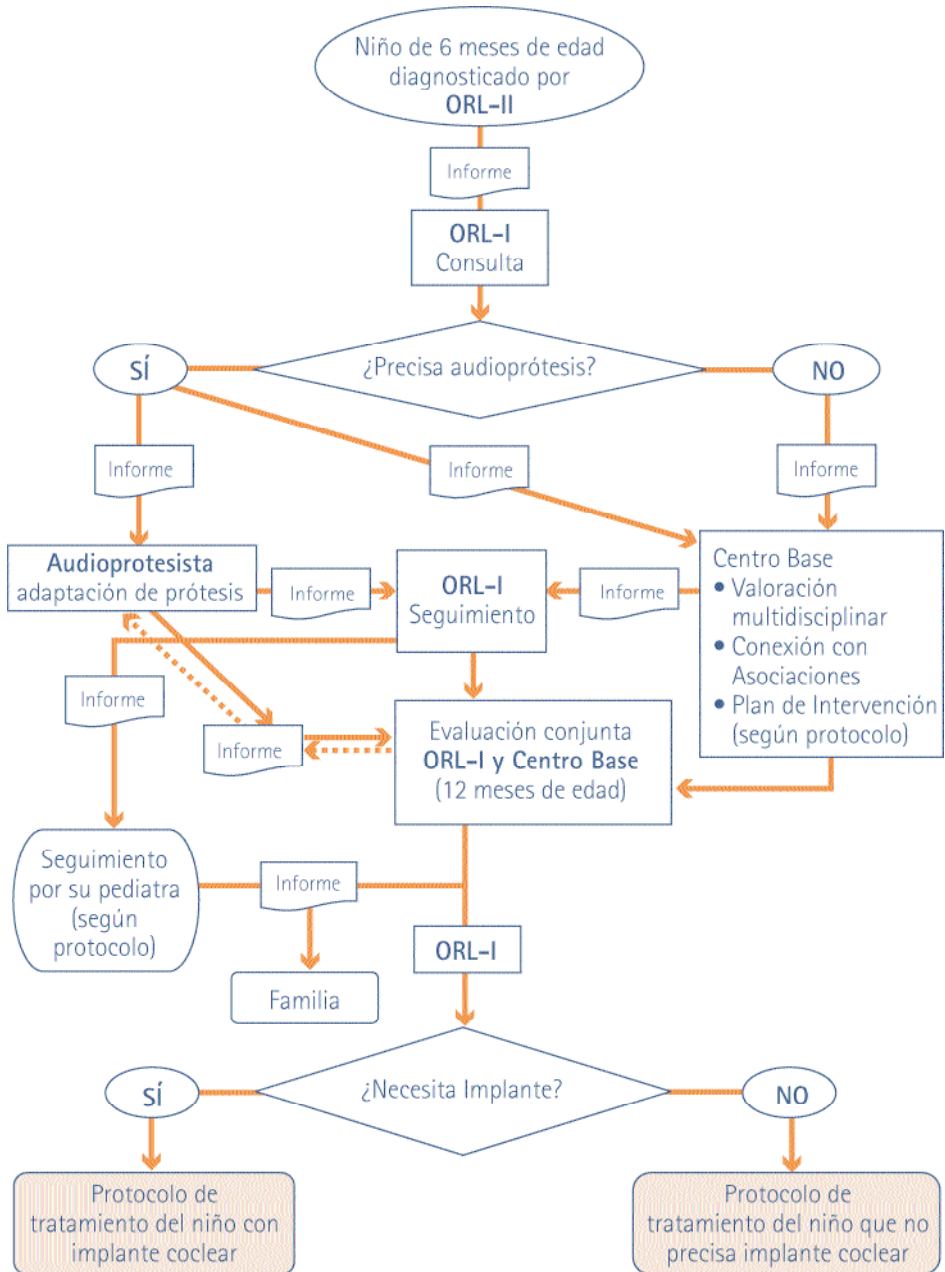 Niño de 6 meses de edad
diagnosticado por
ORL-II
Informe
ORL-I
Consulta
¿Precisa audioprótesis?
SÍ
NO
Informe
Informe
Informe
Audioprotesista
adaptación de prótesis
Informe
ORL-I
Seguimiento
Informe
Centro Base
• Valoración
multidisciplinar
• Conexión con
Asociaciones
• Plan de Intervención
(según protocolo)
Informe
Informe
Evaluación conjunta
ORL-I y Centro Base
(12 meses de edad)
Seguimiento
por su pediatra
(según
protocolo)
Informe
ORL-I
Familia
¿Necesita Implante?
SÍ
NO
Protocolo de
tratamiento del niño con
implante coclear
Protocolo de
tratamiento del niño que no
precisa implante coclear